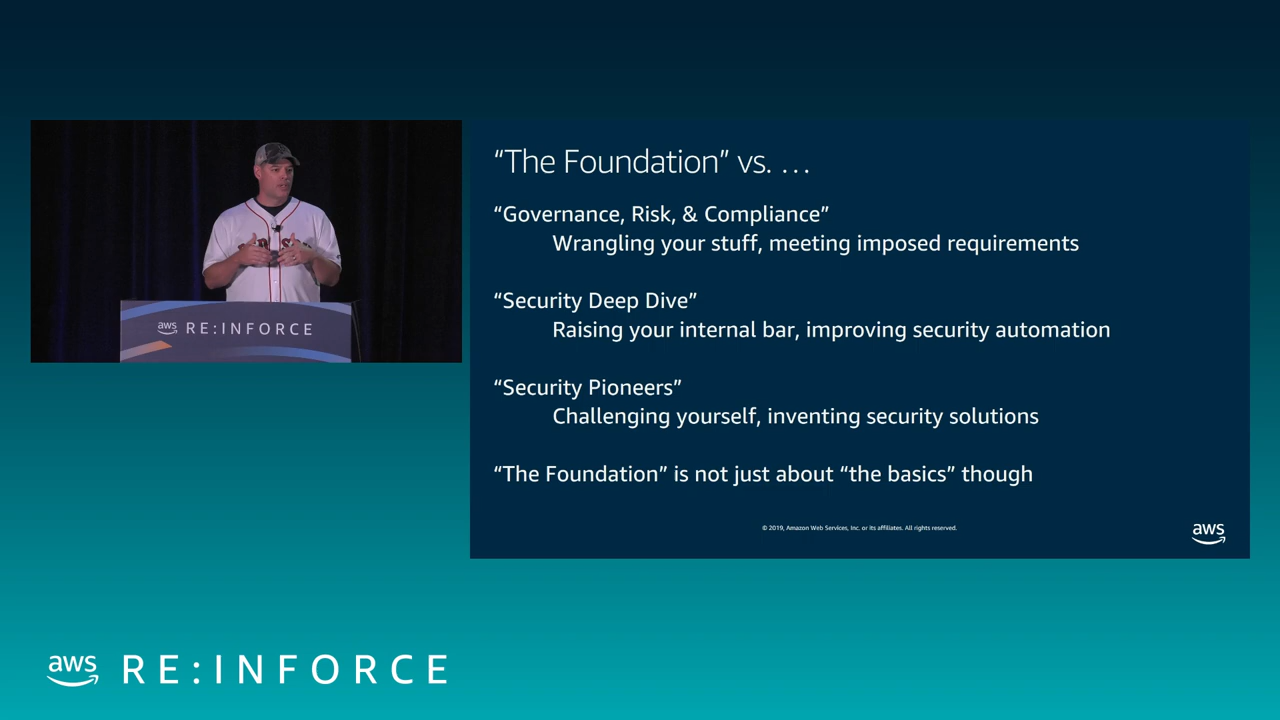 "The Foundation" vs. …
"Governance, Risk, & Compliance"
Wrangling your stuff, meeting imposed requirements
"Security Deep Dive"
Raising your internal bar, improving security automation
"Security Pioneers"
Challenging yourself, inventing security solutions
"The Foundation" is not just about "the basics" though
© 2019, Amazon Web Services, Inc. or its affiliates. All rights reserved.
aws
aws RE:INFORCE
aws RE:INFORCE